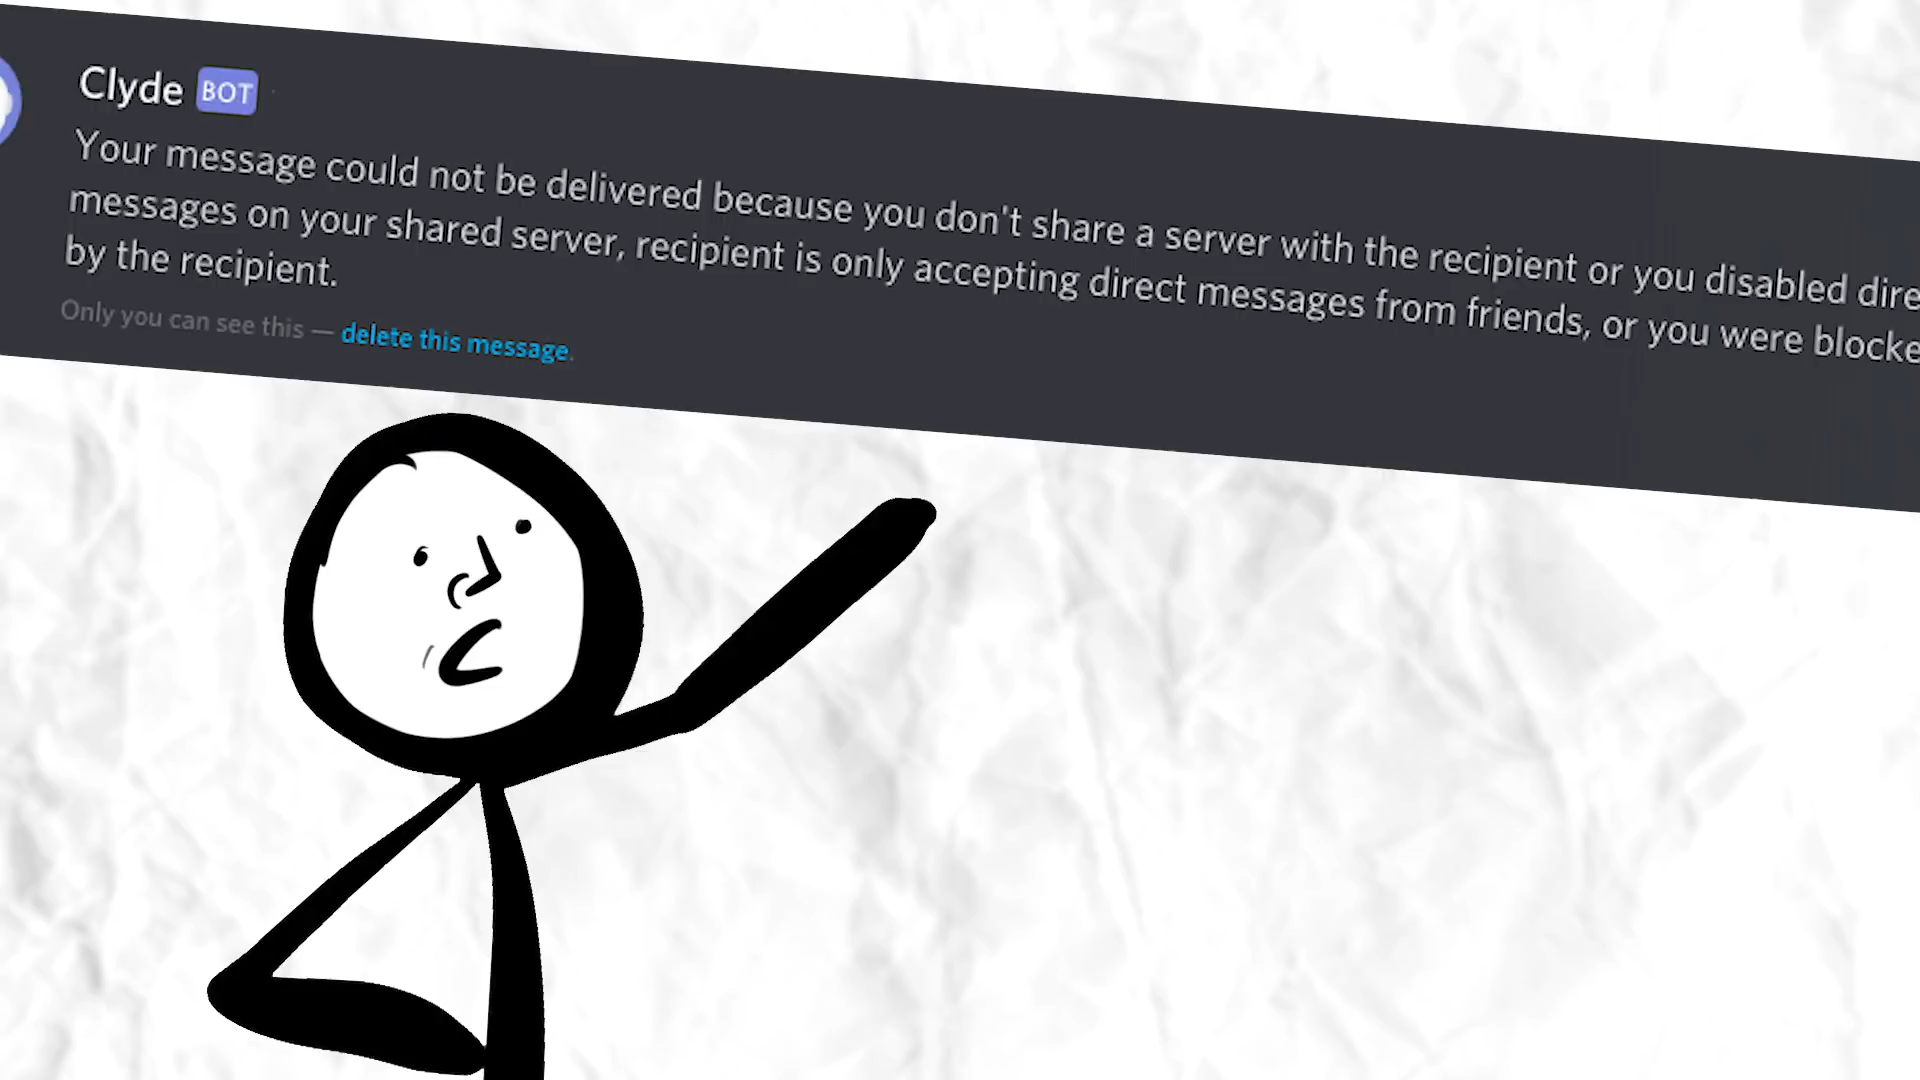 Clyde BOT
Your message could not be delivered because you don't share a server with the recipient or you disabled dire
messages on your shared server, recipient is only accepting direct messages from friends, or you were blocke
by the recipient.
Only you can see this — delete this message.